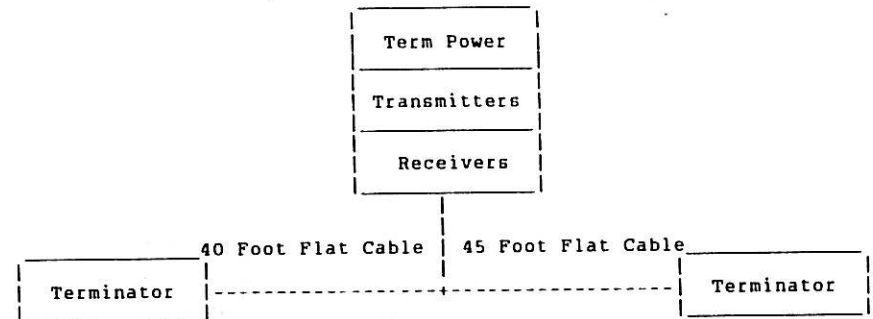 Term Power
Transmitters
Receivers
40 Foot Flat Cable 45 Foot Flat Cable
Terminator Terminator